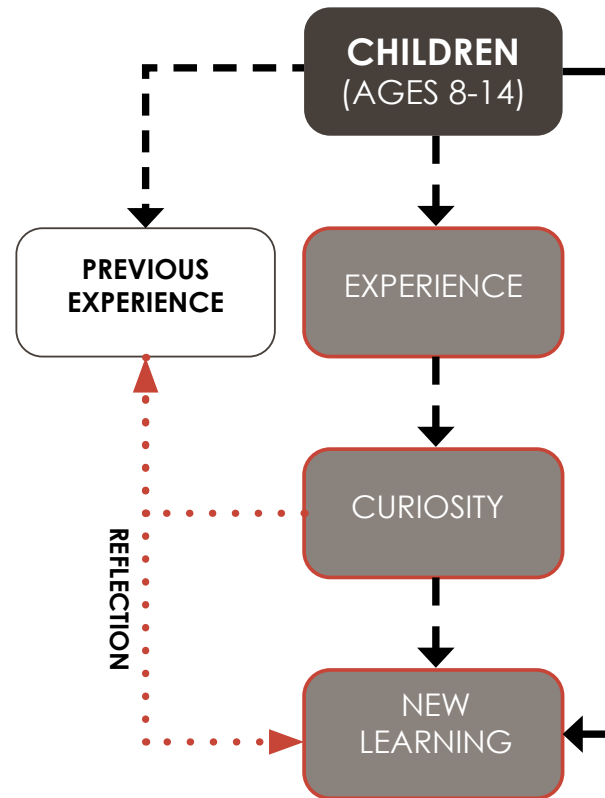 CHILDREN
(AGES 8-14)
PREVIOUS
EXPERIENCE
EXPERIENCE
CURIOSITY
REFLECTION
NEW
LEARNING